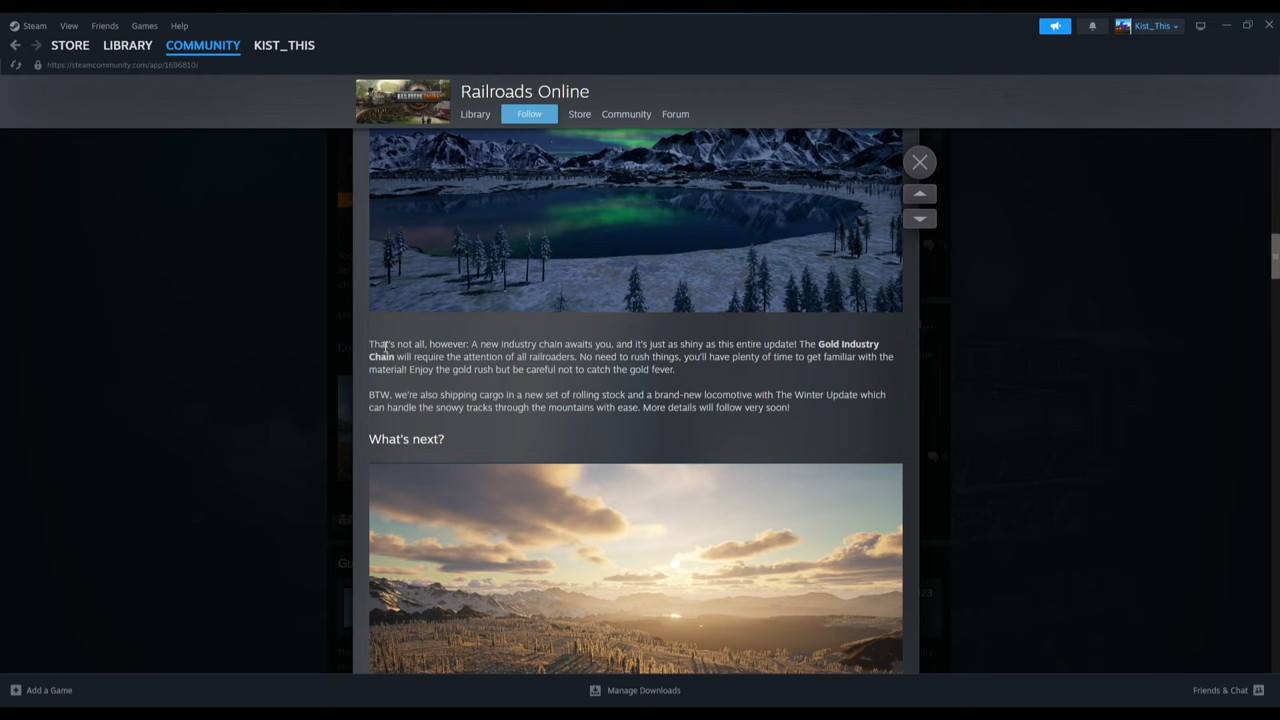 Steam View Friends Games Help
Kist_This
STORE LIBRARY COMMUNITY KIST_THIS
https://steamcommunity.com/app/1696810/
Railroads Online
Library Follow Store Community Forum
That's not all, however: A new industry chain awaits you, and it's just as shiny as this entire update! The Gold Industry
Chain will require the attention of all railroaders. No need to rush things, you'll have plenty of time to get familiar with the
material! Enjoy the gold rush but be careful not to catch the gold fever.
BTW, we're also shipping cargo in a new set of rolling stock and a brand-new locomotive with The Winter Update which
can handle the snowy tracks through the mountains with ease. More details will follow very soon!
What's next?
Add a Game Manage Downloads Friends & Chat